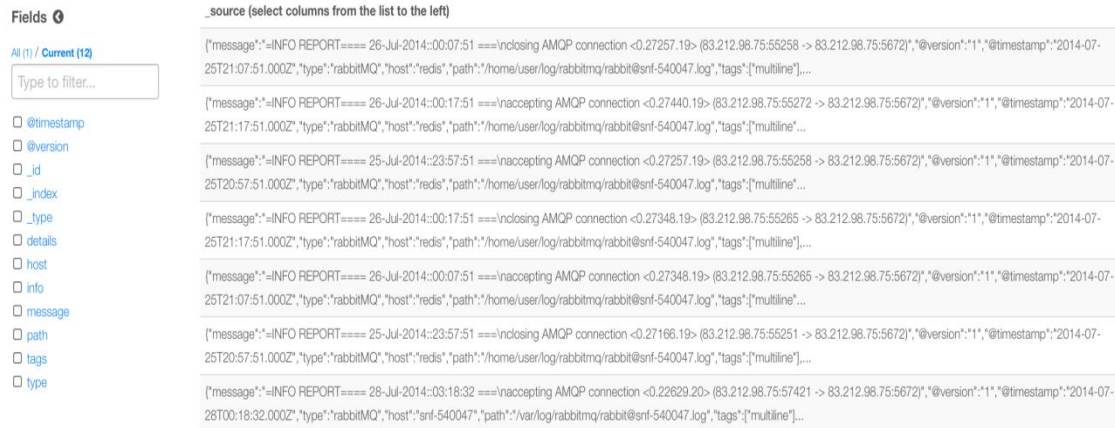 Fields
All (1) / Current (12)
Type to filter...
@timestamp
@version
_id
_index
_type
details
host
info
message
path
tags
type
_source (select columns from the list to the left)
{"message":"=INFO REPORT==== 26-Jul-2014::00:07:51 ===\nclosing AMQP connection <0.27257.19> (83.212.98.75:55258 -> 83.212.98.75:5672)","@version":"1","@timestamp":"2014-07-
25T21:07:51.000Z","type":"rabbitMQ","host":"redis","path":"/home/user/log/rabbitmq/rabbit@snf-540047.log","tags":["multiline"],...
{"message":"=INFO REPORT==== 26-Jul-2014::00:17:51 ===\naccepting AMQP connection <0.27440.19> (83.212.98.75:55272 -> 83.212.98.75:5672)","@version":"1","@timestamp":"2014-07-
25T21:17:51.000Z","type":"rabbitMQ","host":"redis","path":"/home/user/log/rabbitmq/rabbit@snf-540047.log","tags":["multiline"...
{"message":"=INFO REPORT==== 25-Jul-2014::23:57:51 ===\naccepting AMQP connection <0.27257.19> (83.212.98.75:55258 -> 83.212.98.75:5672)","@version":"1","@timestamp":"2014-07-
25T20:57:51.000Z","type":"rabbitMQ","host":"redis","path":"/home/user/log/rabbitmq/rabbit@snf-540047.log","tags":["multiline"...
{"message":"=INFO REPORT==== 26-Jul-2014::00:17:51 ===\nclosing AMQP connection <0.27348.19> (83.212.98.75:55265 -> 83.212.98.75:5672)","@version":"1","@timestamp":"2014-07-
25T21:17:51.000Z","type":"rabbitMQ","host":"redis","path":"/home/user/log/rabbitmq/rabbit@snf-540047.log","tags":["multiline"],...
{"message":"=INFO REPORT==== 26-Jul-2014::00:07:51 ===\naccepting AMQP connection <0.27348.19> (83.212.98.75:55265 -> 83.212.98.75:5672)","@version":"1","@timestamp":"2014-07-
25T21:07:51.000Z","type":"rabbitMQ","host":"redis","path":"/home/user/log/rabbitmq/rabbit@snf-540047.log","tags":["multiline"...
{"message":"=INFO REPORT==== 25-Jul-2014::23:57:51 ===\nclosing AMQP connection <0.27166.19> (83.212.98.75:55251 -> 83.212.98.75:5672)","@version":"1","@timestamp":"2014-07-
25T20:57:51.000Z","type":"rabbitMQ","host":"redis","path":"/home/user/log/rabbitmq/rabbit@snf-540047.log","tags":["multiline"],...
{"message":"=INFO REPORT==== 28-Jul-2014::03:18:32 ===\naccepting AMQP connection <0.22629.20> (83.212.98.75:57421 -> 83.212.98.75:5672)","@version":"1","@timestamp":"2014-07-
28T00:18:32.000Z","type":"rabbitMQ","host":"snf-540047","path":"/var/log/rabbitmq/rabbit@snf-540047.log","tags":["multiline"]...